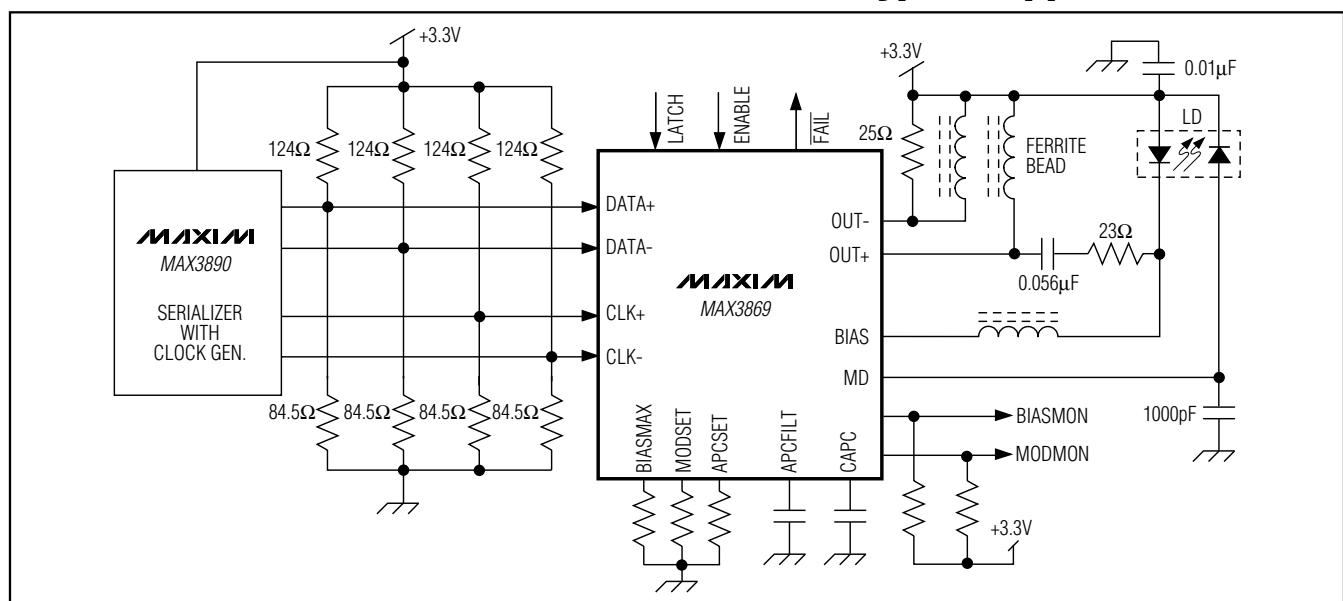 +3.3V
124Ω
124Ω
124Ω
124Ω
MAXIM
MAX3890
SERIALIZER
WITH
CLOCK GEN.
84.5Ω
84.5Ω
84.5Ω
84.5Ω
LATCH
ENABLE
FAIL
DATA+
DATA-
CLK+
CLK-
MAXIM
MAX3869
OUT-
OUT+
BIAS
MD
BIASMAX
MODSET
APCSET
APCFILT
CAPC
+3.3V
25Ω
FERRITE
BEAD
0.01µF
LD
23Ω
0.056µF
1000pF
BIASMON
MODMON
+3.3V